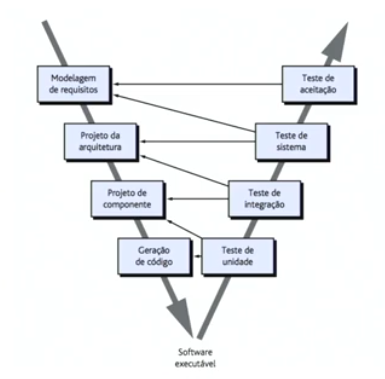 Modelagem
de requisitos
Teste de
aceitação
Projeto da
arquitetura
Teste de
sistema
Projeto de
componente
Teste de
integração
Geração
de código
Teste de
unidade
Software
executável